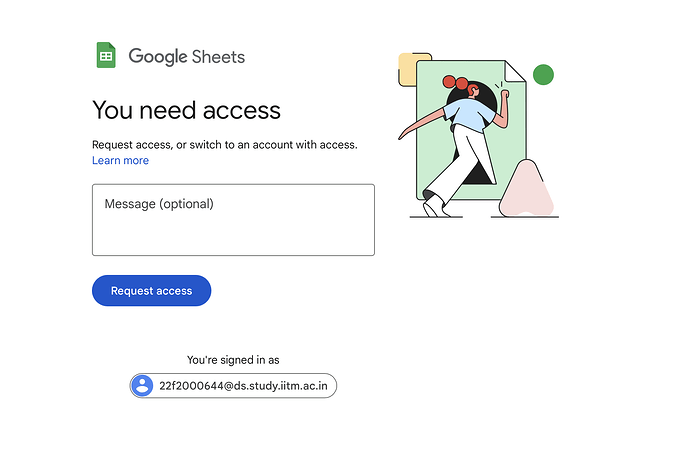 Google Sheets
You need access
Request access, or switch to an account with access.
Learn more
Message (optional)
Request access
You're signed in as
22f2000644@ds.study.iitm.ac.in